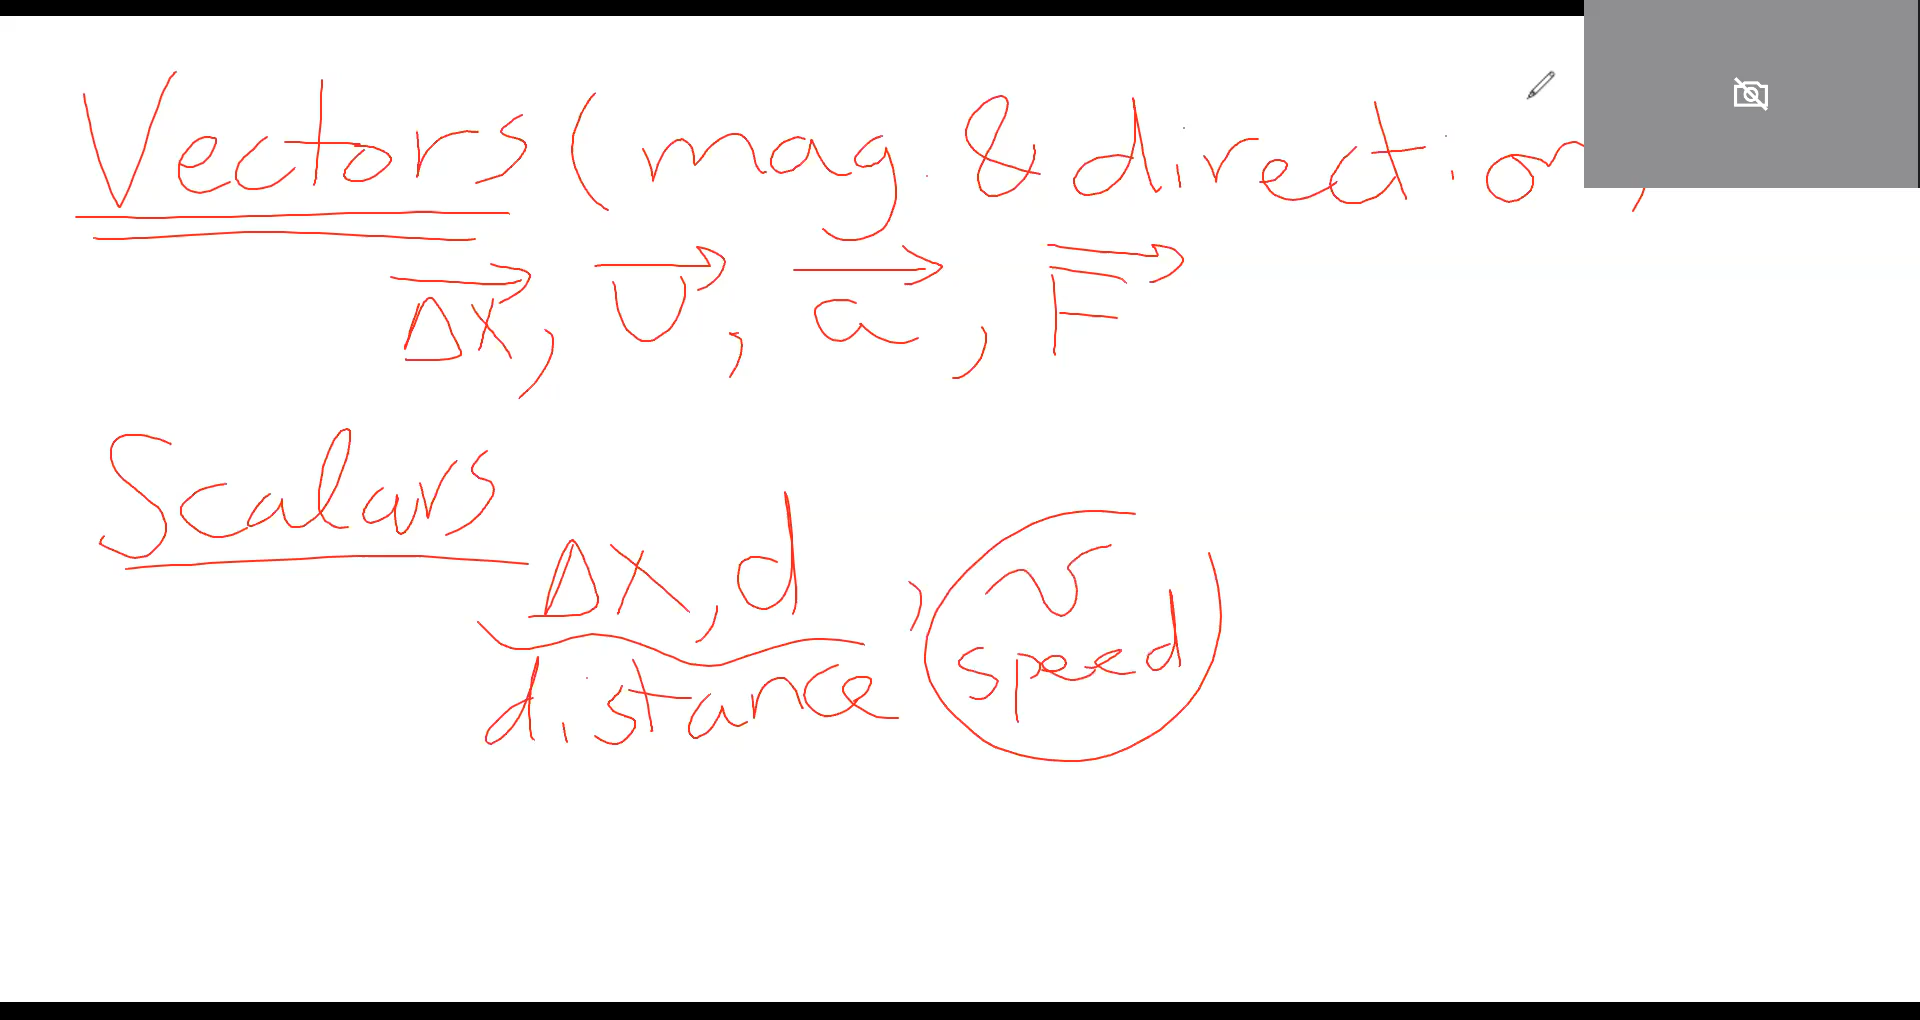 Vectors (mag. & direction)
Δx⃗, v⃗, a⃗, F⃗
Scalars
Δx, d, v
distance speed